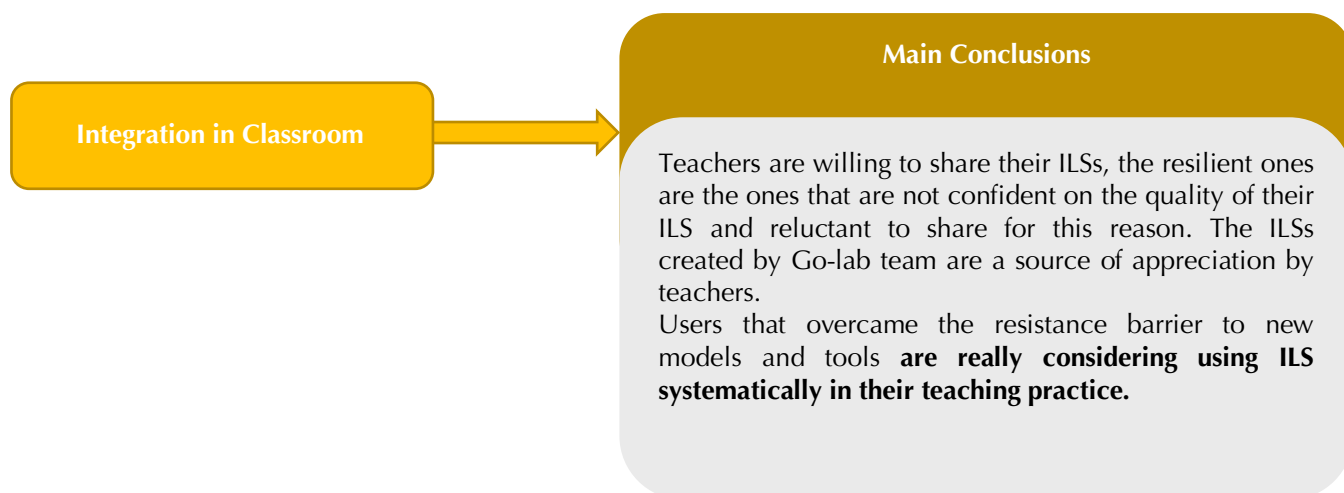 Main Conclusions
Integration in Classroom
Teachers are willing to share their ILSs, the resilient ones
are the ones that are not confident on the quality of their
ILS and reluctant to share for this reason. The ILSs
created by Go-lab team are a source of appreciation by
teachers.
Users that overcame the resistance barrier to new
models and tools are really considering using ILS
systematically in their teaching practice.